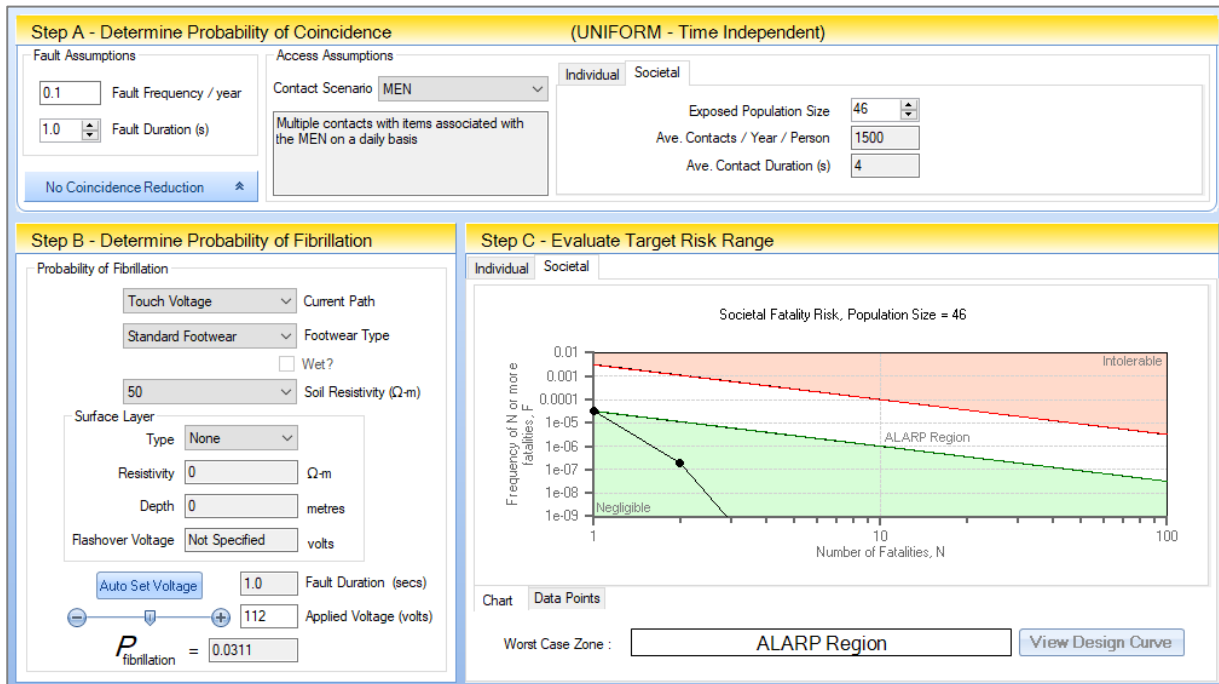 Step A - Determine Probability of Coincidence (UNIFORM - Time Independent)
Fault Assumptions
0.1 Fault Frequency / year
1.0 Fault Duration (s)
No Coincidence Reduction
Access Assumptions
Contact Scenario MEN
Multiple contacts with items associated with
the MEN on a daily basis
Individual Societal
Exposed Population Size 46
Ave. Contacts / Year / Person 1500
Ave. Contact Duration (s) 4
Step B - Determine Probability of Fibrillation
Probability of Fibrillation
Touch Voltage Current Path
Standard Footwear Footwear Type
Wet?
50 Soil Resistivity (Ω-m)
Surface Layer
Type None
Resistivity 0 Ω-m
Depth 0 metres
Flashover Voltage Not Specified volts
Auto Set Voltage 1.0 Fault Duration (secs)
112 Applied Voltage (volts)
P fibrillation = 0.0311
Step C - Evaluate Target Risk Range
Individual Societal
Societal Fatality Risk, Population Size = 46
Frequency of N or more
fatalities, F
0.01
0.001
0.0001
1e-05
1e-06
1e-07
1e-08
1e-09
Intolerable
ALARP Region
Negligible
1 10 100
Number of Fatalities, N
Chart Data Points
Worst Case Zone : ALARP Region View Design Curve